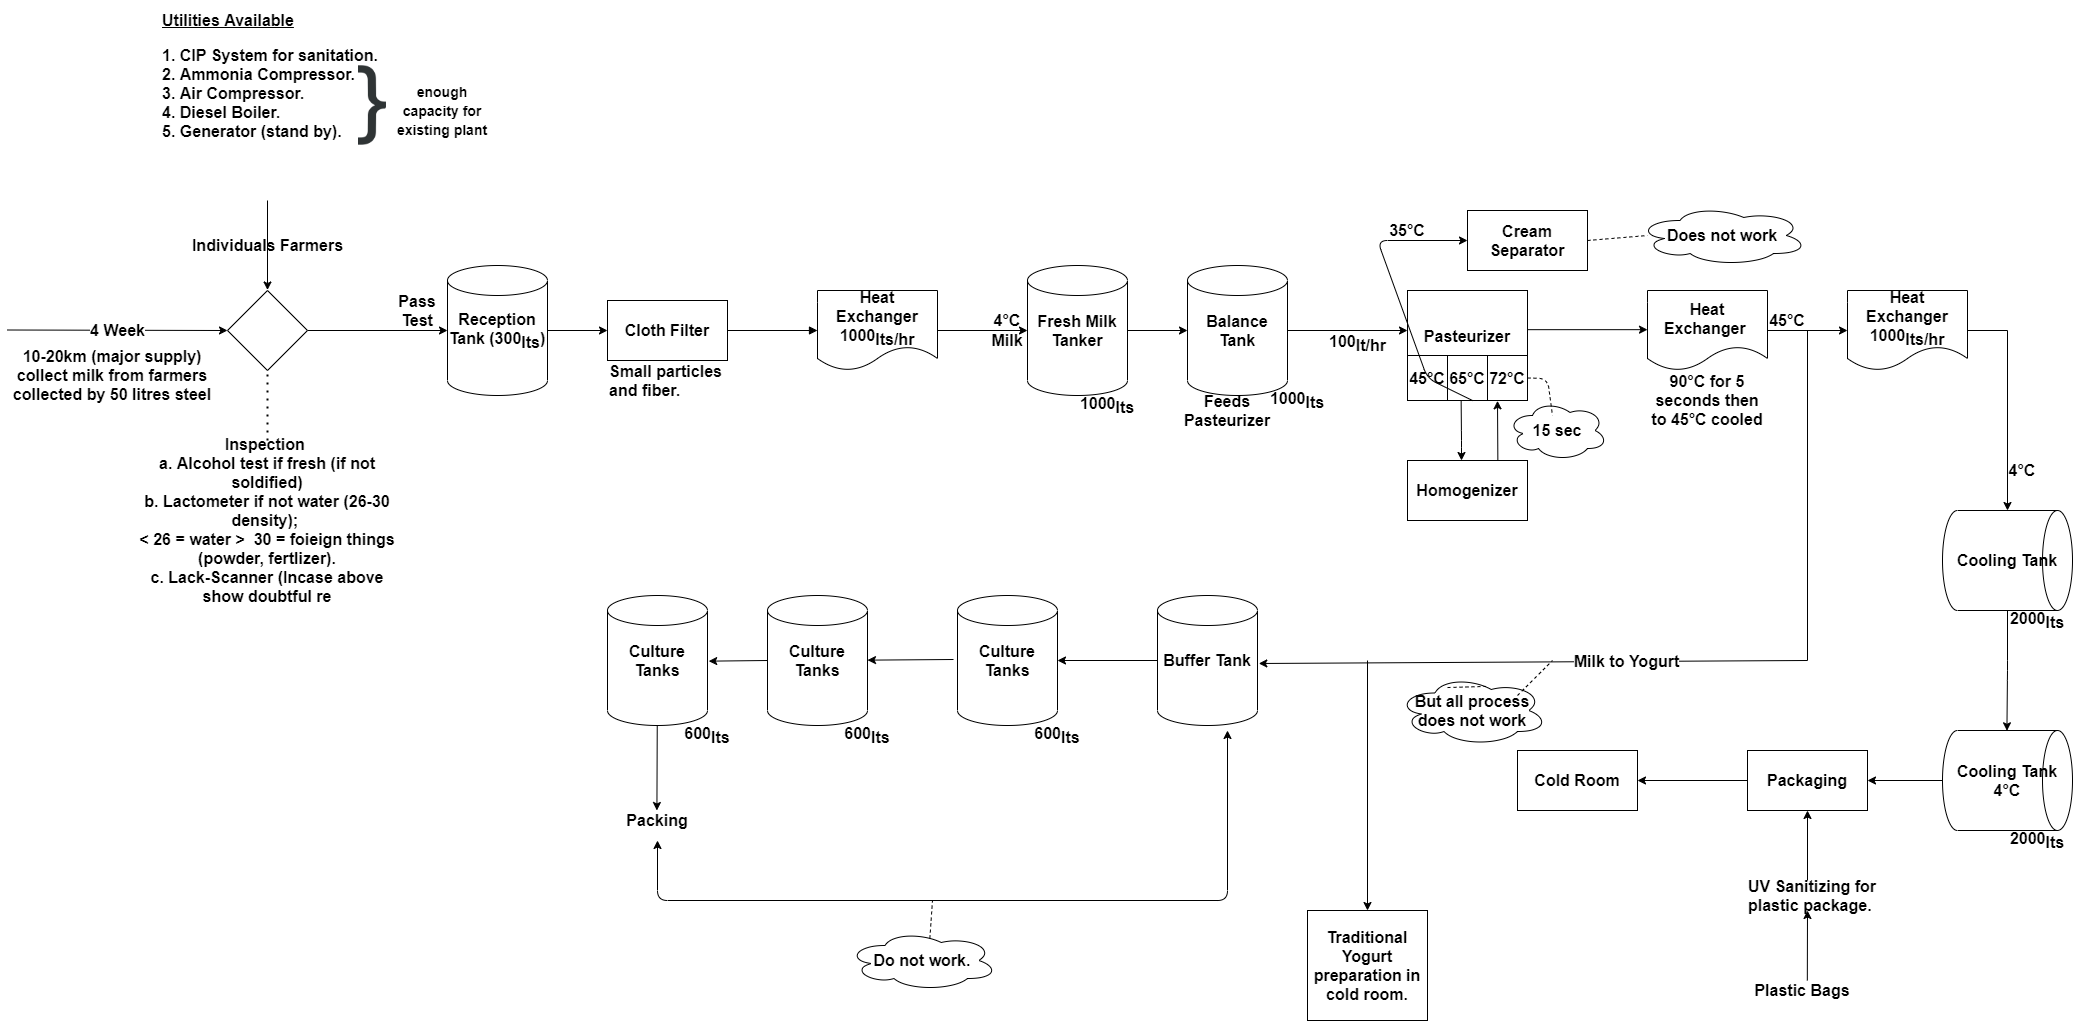 Utilities Available
1. CIP System for sanitation.
2. Ammonia Compressor.
3. Air Compressor.
4. Diesel Boiler.
5. Generator (stand by).
}
enough
capacity for
existing plant
Individuals Farmers
4 Week
10-20km (major supply)
collect milk from farmers
collected by 50 litres steel
Inspection
a. Alcohol test if fresh (if not
soldified)
b. Lactometer if not water (26-30
density);
< 26 = water > 30 = foieign things
(powder, fertlizer).
c. Lack-Scanner (Incase above
show doubtful re
Pass
Test
Reception
Tank (300lts)
Cloth Filter
Small particles
and fiber.
Heat
Exchanger
1000lts/hr
4°C
Milk
Fresh Milk
Tanker
1000lts
Balance
Tank
Feeds
Pasteurizer
1000lts
100lt/hr
35°C
Cream
Separator
Does not work
Pasteurizer
45°C
65°C
72°C
15 sec
Homogenizer
Heat
Exchanger
90°C for 5
seconds then
to 45°C cooled
45°C
Heat
Exchanger
1000lts/hr
4°C
Cooling Tank
2000lts
Cooling Tank
4°C
2000lts
Packaging
Cold Room
UV Sanitizing for
plastic package.
Plastic Bags
Milk to Yogurt
But all process
does not work
Buffer Tank
Culture
Tanks
600lts
Culture
Tanks
600lts
Culture
Tanks
600lts
Packing
Do not work.
Traditional
Yogurt
preparation in
cold room.